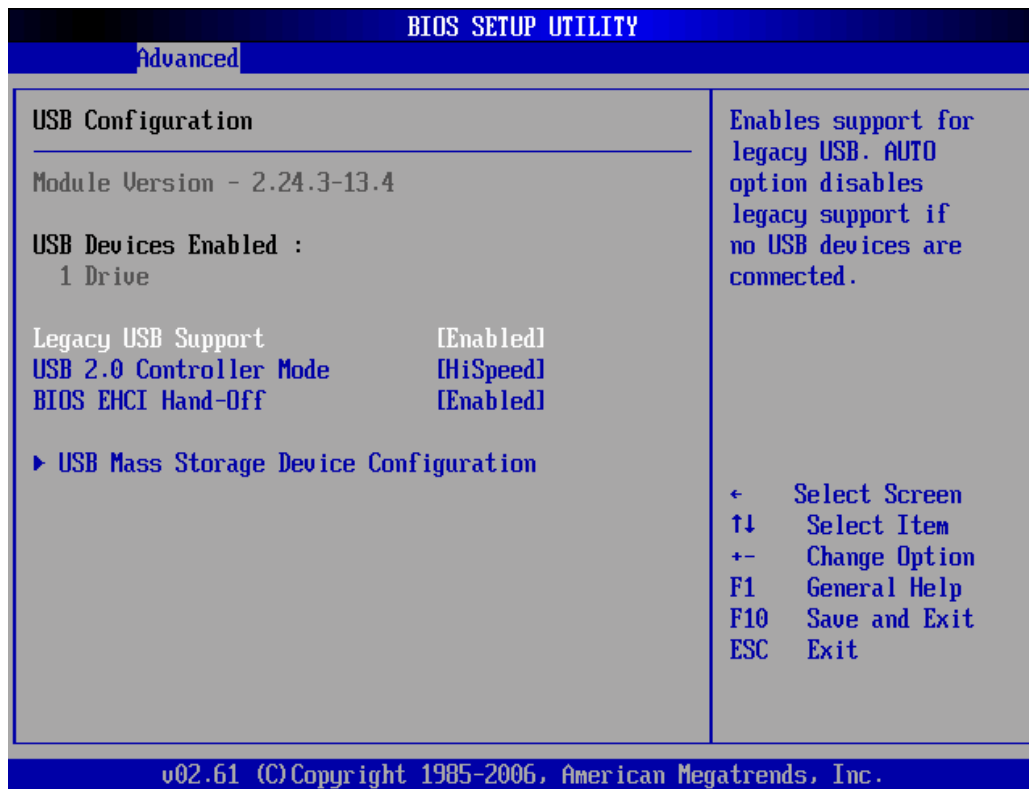 BIOS SETUP UTILITY
Advanced
USB Configuration
Module Version - 2.24.3-13.4
USB Devices Enabled :
1 Drive
Legacy USB Support [Enabled]
USB 2.0 Controller Mode [HiSpeed]
BIOS EHCI Hand-Off [Enabled]
▶ USB Mass Storage Device Configuration
Enables support for
legacy USB. AUTO
option disables
legacy support if
no USB devices are
connected.
← Select Screen
↑↓ Select Item
+- Change Option
F1 General Help
F10 Save and Exit
ESC Exit
v02.61 (C)Copyright 1985-2006, American Megatrends, Inc.